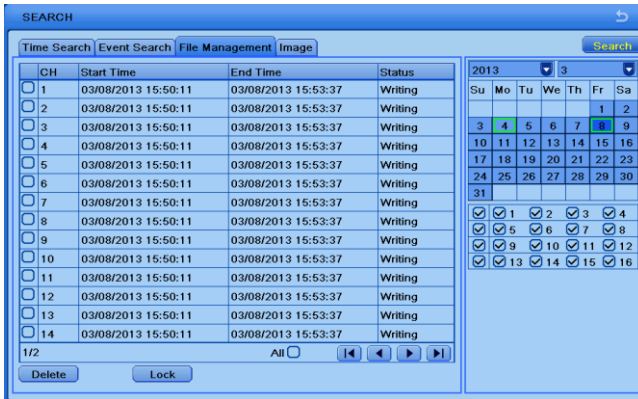 SEARCH
Time Search Event Search File Management Image Search
CH Start Time End Time Status
1 03/08/2013 15:50:11 03/08/2013 15:53:37 Writing
2 03/08/2013 15:50:11 03/08/2013 15:53:37 Writing
3 03/08/2013 15:50:11 03/08/2013 15:53:37 Writing
4 03/08/2013 15:50:11 03/08/2013 15:53:37 Writing
5 03/08/2013 15:50:11 03/08/2013 15:53:37 Writing
6 03/08/2013 15:50:11 03/08/2013 15:53:37 Writing
7 03/08/2013 15:50:11 03/08/2013 15:53:37 Writing
8 03/08/2013 15:50:11 03/08/2013 15:53:37 Writing
9 03/08/2013 15:50:11 03/08/2013 15:53:37 Writing
10 03/08/2013 15:50:11 03/08/2013 15:53:37 Writing
11 03/08/2013 15:50:11 03/08/2013 15:53:37 Writing
12 03/08/2013 15:50:11 03/08/2013 15:53:37 Writing
13 03/08/2013 15:50:11 03/08/2013 15:53:37 Writing
14 03/08/2013 15:50:11 03/08/2013 15:53:37 Writing
1/2 All
Delete Lock
2013 3
Su Mo Tu We Th Fr Sa
1 2
3 4 5 6 7 8 9
10 11 12 13 14 15 16
17 18 19 20 21 22 23
24 25 26 27 28 29 30
31
1 2 3 4
5 6 7 8
9 10 11 12
13 14 15 16